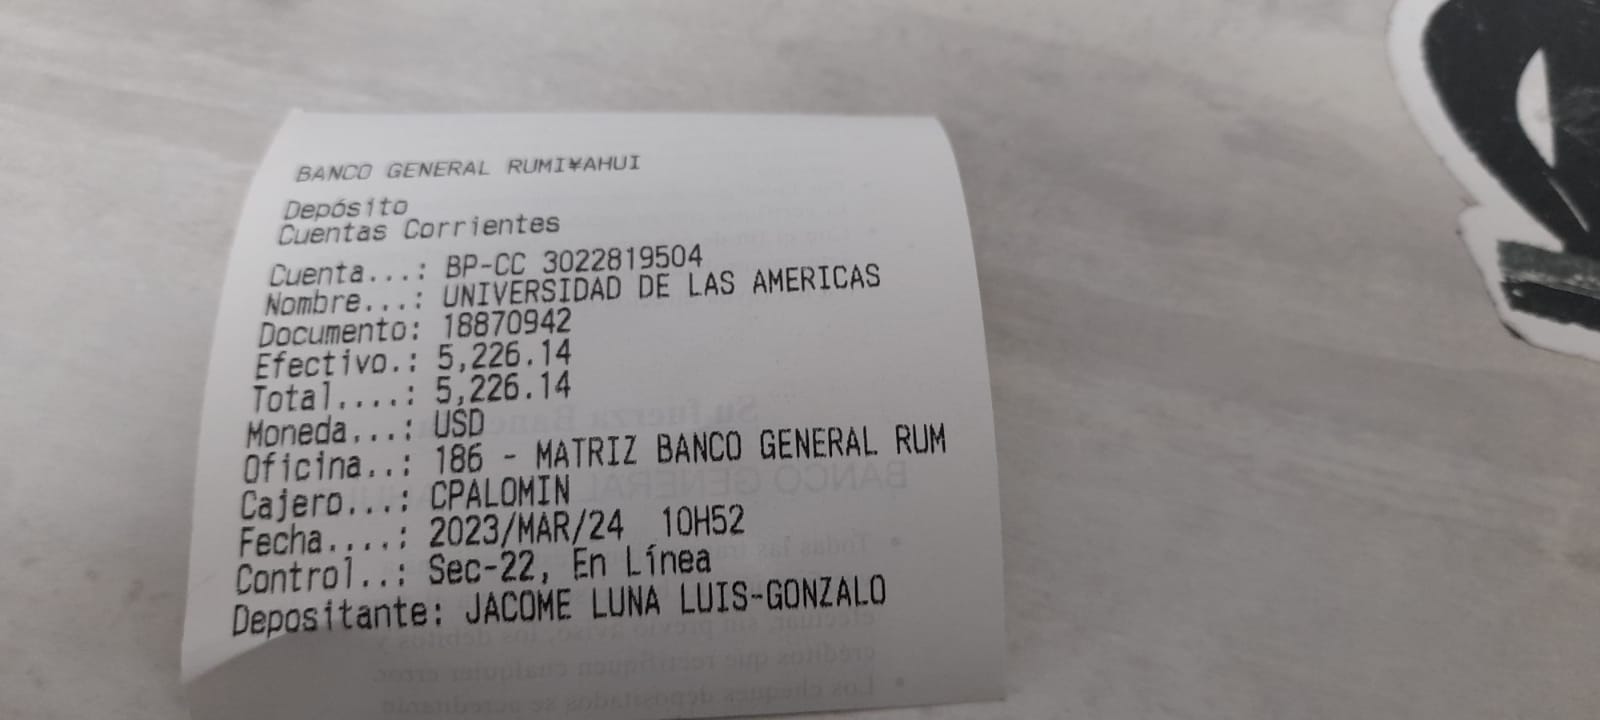 BANCO GENERAL RUMI¥AHUI
Depósito
Cuentas Corrientes
Cuenta...: BP-CC 3022819504
Nombre...: UNIVERSIDAD DE LAS AMERICAS
Documento: 18870942
Efectivo.: 5,226.14
Total....: 5,226.14
Moneda...: USD
Oficina..: 186 - MATRIZ BANCO GENERAL RUM
Cajero...: CPALOMIN
Fecha....: 2023/MAR/24 10H52
Control..: Sec-22, En Línea
Depositante: JACOME LUNA LUIS-GONZALO